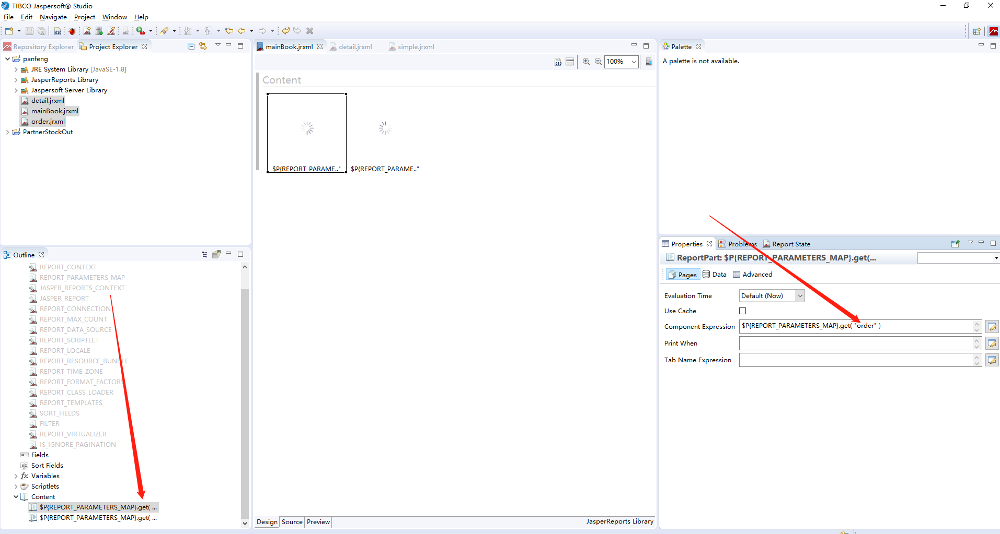 TIBCO Jaspersoft® Studio
File Edit Navigate Project Window Help
Repository Explorer Project Explorer
panfeng
JRE System Library [JavaSE-1.8]
JasperReports Library
Jaspersoft Server Library
detail.jrxml
mainBook.jrxml
order.jrxml
PartnerStockOut
Outline
REPORT_CONTEXT
REPORT_PARAMETERS_MAP
JASPER_REPORTS_CONTEXT
JASPER_REPORT
REPORT_CONNECTION
REPORT_MAX_COUNT
REPORT_DATA_SOURCE
REPORT_SCRIPTLET
REPORT_LOCALE
REPORT_RESOURCE_BUNDLE
REPORT_TIME_ZONE
REPORT_FORMAT_FACTORY
REPORT_CLASS_LOADER
REPORT_TEMPLATES
SORT_FIELDS
FILTER
REPORT_VIRTUALIZER
IS_IGNORE_PAGINATION
Fields
Sort Fields
Variables
Scriptlets
Content
$P{REPORT_PARAMETERS_MAP}.get( ...
$P{REPORT_PARAMETERS_MAP}.get( ...
mainBook.jrxml detail.jrxml simple.jrxml
100%
Content
$P{REPORT_PARAME.." $P{REPORT_PARAME.."
Design Source Preview JasperReports Library
Palette
A palette is not available.
Properties Problems Report State
ReportPart: $P{REPORT_PARAMETERS_MAP}.get(...
Pages Data Advanced
Evaluation Time Default (Now)
Use Cache
Component Expression $P{REPORT_PARAMETERS_MAP}.get( "order" )
Print When
Tab Name Expression